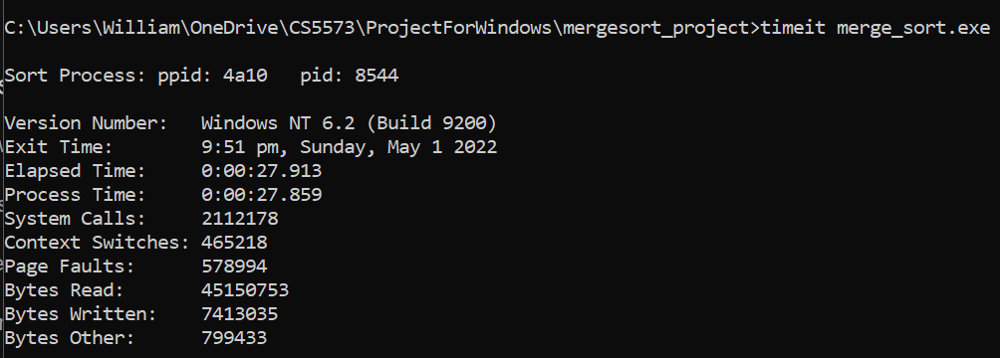 C:\Users\William\OneDrive\CS5573\ProjectForWindows\mergesort_project>timeit merge_sort.exe
Sort Process: ppid: 4a10   pid: 8544
Version Number:   Windows NT 6.2 (Build 9200)
Exit Time:        9:51 pm, Sunday, May 1 2022
Elapsed Time:     0:00:27.913
Process Time:     0:00:27.859
System Calls:     2112178
Context Switches: 465218
Page Faults:      578994
Bytes Read:       45150753
Bytes Written:    7413035
Bytes Other:      799433